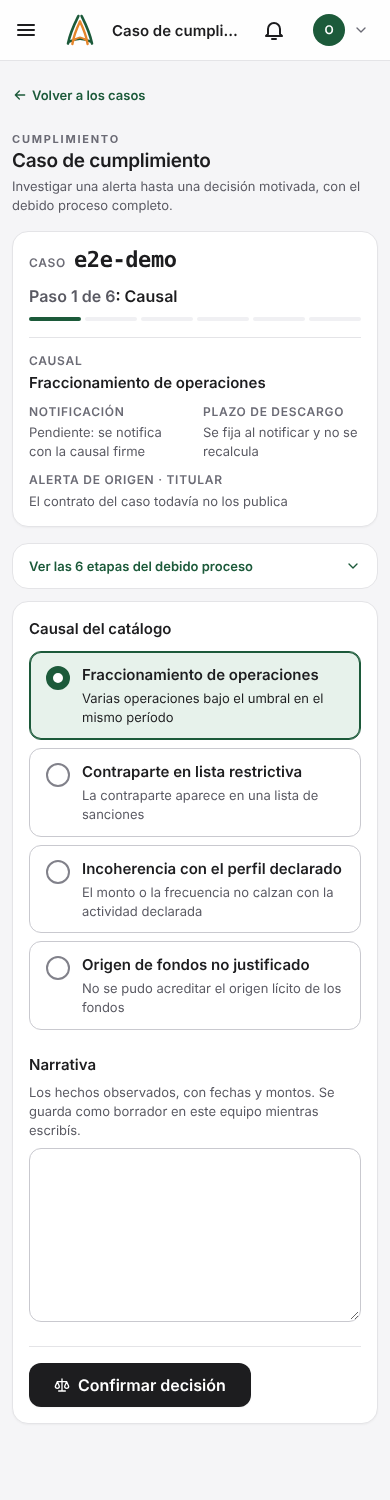 Caso de cumpli...
O
Volver a los casos
CUMPLIMIENTO
Caso de cumplimiento
Investigar una alerta hasta una decisión motivada, con el
debido proceso completo.
CASO e2e-demo
Paso 1 de 6: Causal
CAUSAL
Fraccionamiento de operaciones
NOTIFICACIÓN
Pendiente: se notifica
con la causal firme
PLAZO DE DESCARGO
Se fija al notificar y no se
recalcula
ALERTA DE ORIGEN · TITULAR
El contrato del caso todavía no los publica
Ver las 6 etapas del debido proceso
Causal del catálogo
Fraccionamiento de operaciones
Varias operaciones bajo el umbral en el
mismo período
Contraparte en lista restrictiva
La contraparte aparece en una lista de
sanciones
Incoherencia con el perfil declarado
El monto o la frecuencia no calzan con la
actividad declarada
Origen de fondos no justificado
No se pudo acreditar el origen lícito de los
fondos
Narrativa
Los hechos observados, con fechas y montos. Se
guarda como borrador en este equipo mientras
escribís.
Confirmar decisión